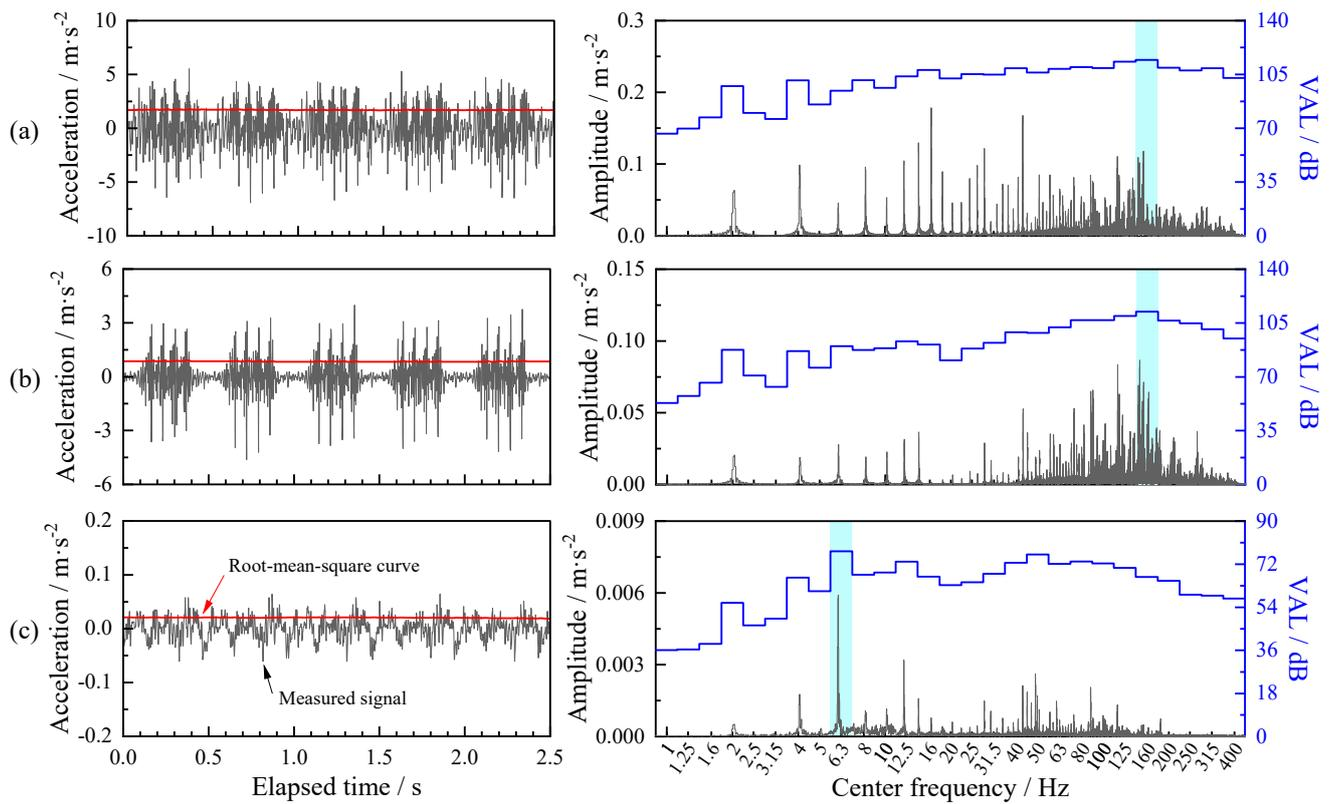 (a)
Acceleration / m·s-2
10
5
0
-5
-10
Amplitude / m·s-2
0.3
0.2
0.1
0.0
140
105
70
35
0
VAL / dB
(b)
Acceleration / m·s-2
6
3
0
-3
-6
Amplitude / m·s-2
0.15
0.10
0.05
0.00
140
105
70
35
0
VAL / dB
(c)
Acceleration / m·s-2
0.2
0.1
0.0
-0.1
-0.2
Root-mean-square curve
Measured signal
0.0 0.5 1.0 1.5 2.0 2.5
Elapsed time / s
Amplitude / m·s-2
0.009
0.006
0.003
0.000
90
72
54
36
18
0
VAL / dB
1 1.25 1.6 2 2.5 3.15 4 5 6.3 8 10 12.5 16 20 25 31.5 40 50 63 80 100 125 160 200 250 315 400
Center frequency / Hz